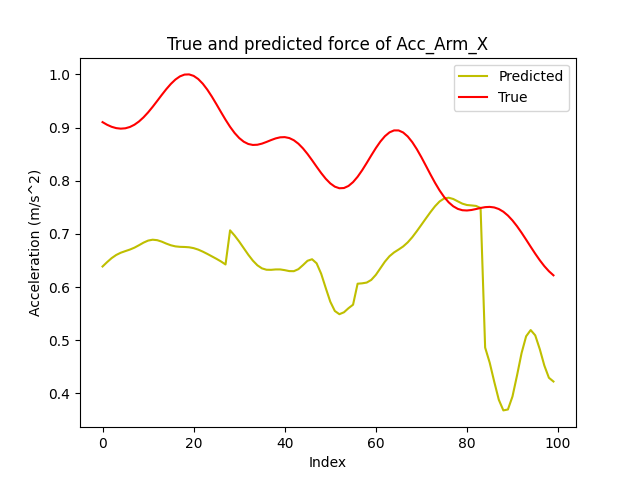 True and predicted force of Acc_Arm_X
Predicted
True
Acceleration (m/s^2)
1.0
0.9
0.8
0.7
0.6
0.5
0.4
0 20 40 60 80 100
Index